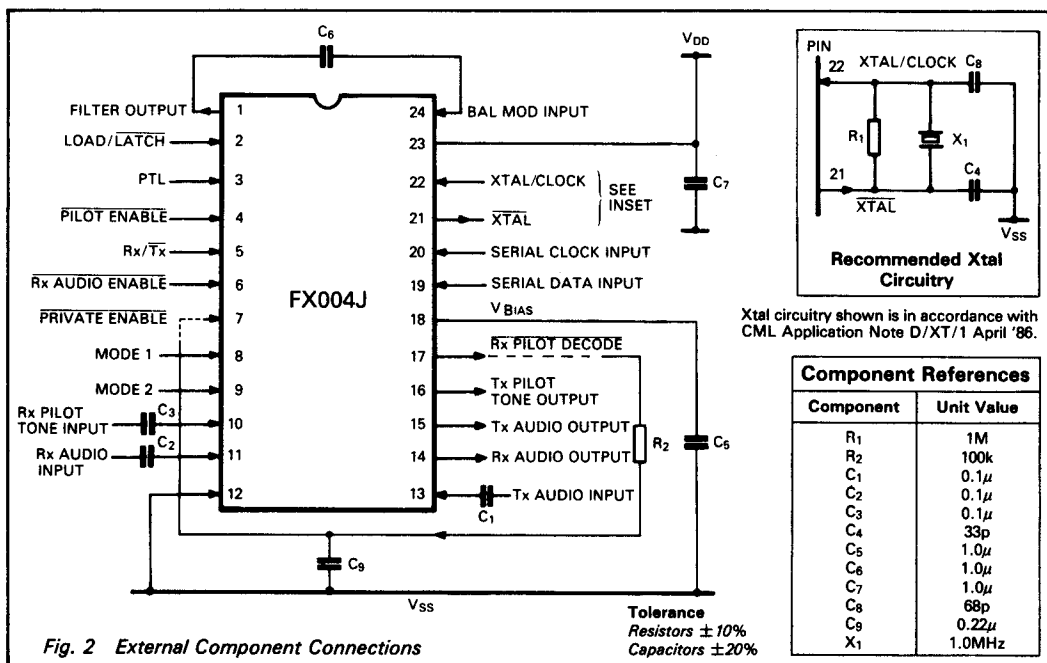 C6
FILTER OUTPUT 1
LOAD/LATCH 2
PTL 3
PILOT ENABLE 4
Rx/Tx 5
Rx AUDIO ENABLE 6
PRIVATE ENABLE 7
MODE 1 8
MODE 2 9
Rx PILOT TONE INPUT C3 10
Rx AUDIO INPUT C2 11
12
FX004J
VDD
24 BAL MOD INPUT
23
C7
22 XTAL/CLOCK
21 XTAL
SEE INSET
20 SERIAL CLOCK INPUT
19 SERIAL DATA INPUT
18 VBIAS
17 Rx PILOT DECODE
16 Tx PILOT TONE OUTPUT
15 Tx AUDIO OUTPUT
14 Rx AUDIO OUTPUT
13 C1 Tx AUDIO INPUT
R2
C5
C9
VSS
Tolerance
Resistors ±10%
Capacitors ±20%
Fig. 2 External Component Connections
PIN
22 XTAL/CLOCK C8
R1 X1
21 XTAL C4
VSS
Recommended Xtal
Circuitry
Xtal circuitry shown is in accordance with
CML Application Note D/XT/1 April '86.
Component References
Component Unit Value
R1 1M
R2 100k
C1 0.1µ
C2 0.1µ
C3 0.1µ
C4 33p
C5 1.0µ
C6 1.0µ
C7 1.0µ
C8 68p
C9 0.22µ
X1 1.0MHz